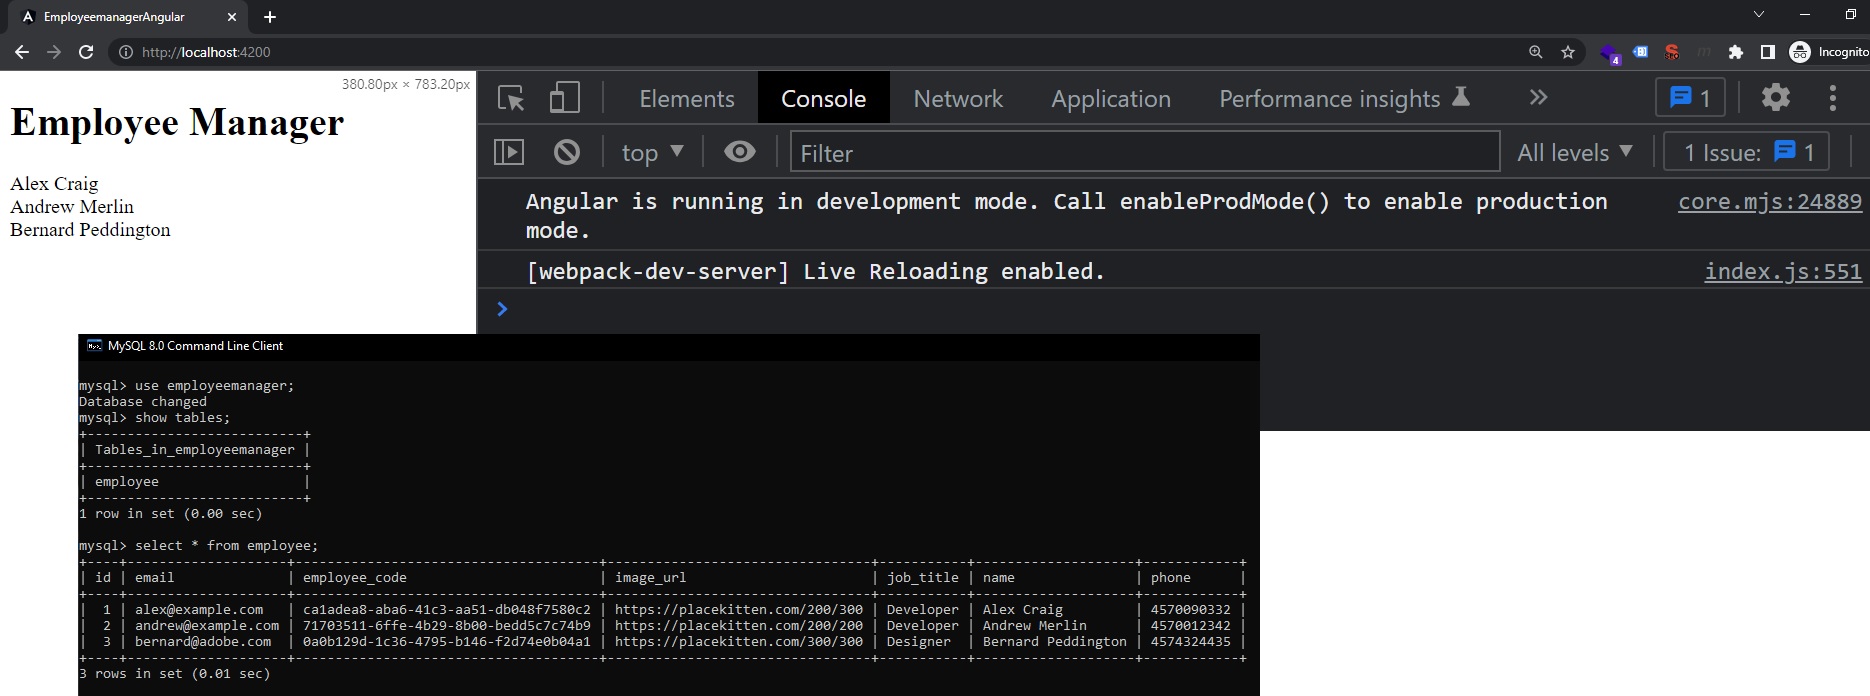 EmployeemanagerAngular
http://localhost:4200
4
Incognito
380.80px × 783.20px
Employee Manager
Alex Craig
Andrew Merlin
Bernard Peddington
Elements Console Network Application Performance insights 1
top Filter All levels 1 Issue: 1
Angular is running in development mode. Call enableProdMode() to enable production core.mjs:24889
mode.
[webpack-dev-server] Live Reloading enabled. index.js:551
MySQL 8.0 Command Line Client
mysql> use employeemanager;
Database changed
mysql> show tables;
+---------------------------+
| Tables_in_employeemanager |
+---------------------------+
| employee                  |
+---------------------------+
1 row in set (0.00 sec)
mysql> select * from employee;
+----+--------------------+--------------------------------------+---------------------------------+-----------+--------------------+------------+
| id | email              | employee_code                        | image_url                       | job_title | name               | phone      |
+----+--------------------+--------------------------------------+---------------------------------+-----------+--------------------+------------+
|  1 | alex@example.com   | ca1adea8-aba6-41c3-aa51-db048f7580c2 | https://placekitten.com/200/300 | Developer | Alex Craig         | 4570090332 |
|  2 | andrew@example.com | 71703511-6ffe-4b29-8b00-bedd5c7c74b9 | https://placekitten.com/200/200 | Developer | Andrew Merlin      | 4570012342 |
|  3 | bernard@adobe.com  | 0a0b129d-1c36-4795-b146-f2d74e0b04a1 | https://placekitten.com/300/300 | Designer  | Bernard Peddington | 4574324435 |
+----+--------------------+--------------------------------------+---------------------------------+-----------+--------------------+------------+
3 rows in set (0.01 sec)